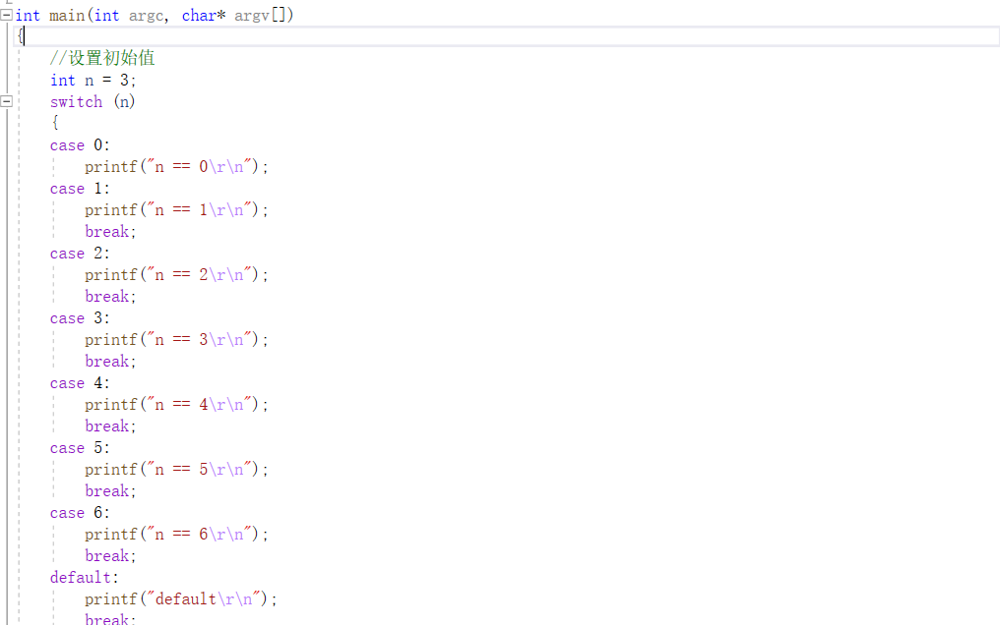 int main(int argc, char* argv[])
{
//设置初始值
int n = 3;
switch (n)
{
case 0:
printf("n == 0\r\n");
case 1:
printf("n == 1\r\n");
break;
case 2:
printf("n == 2\r\n");
break;
case 3:
printf("n == 3\r\n");
break;
case 4:
printf("n == 4\r\n");
break;
case 5:
printf("n == 5\r\n");
break;
case 6:
printf("n == 6\r\n");
break;
default:
printf("default\r\n");
break;